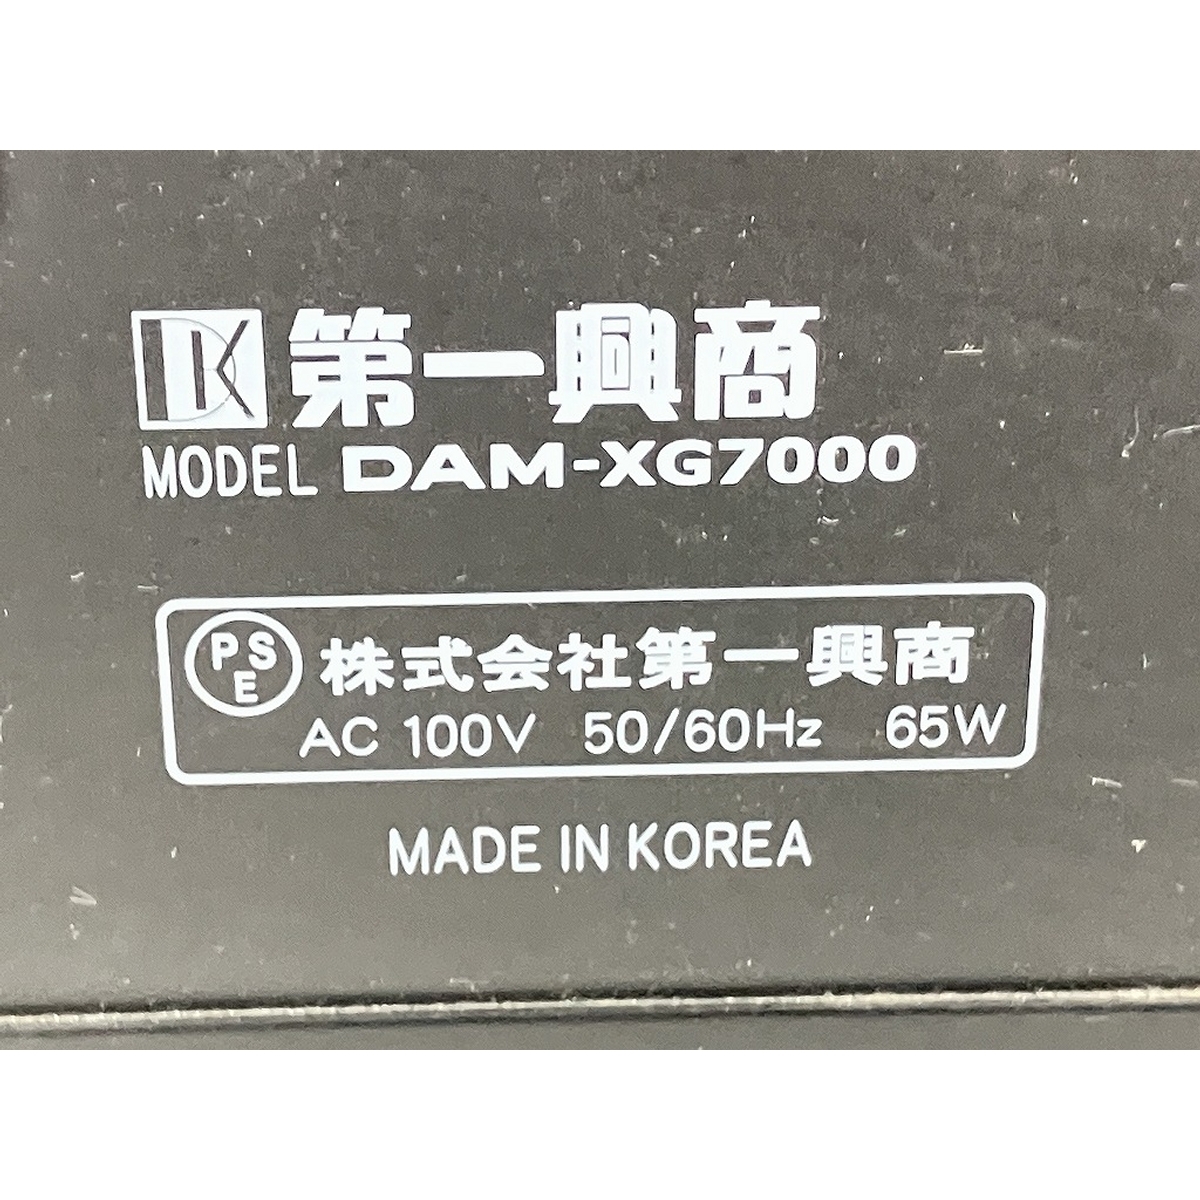 DK 第一興商
MODEL DAM-XG7000
PSE 株式会社第一興商
AC 100V 50/60Hz 65W
MADE IN KOREA